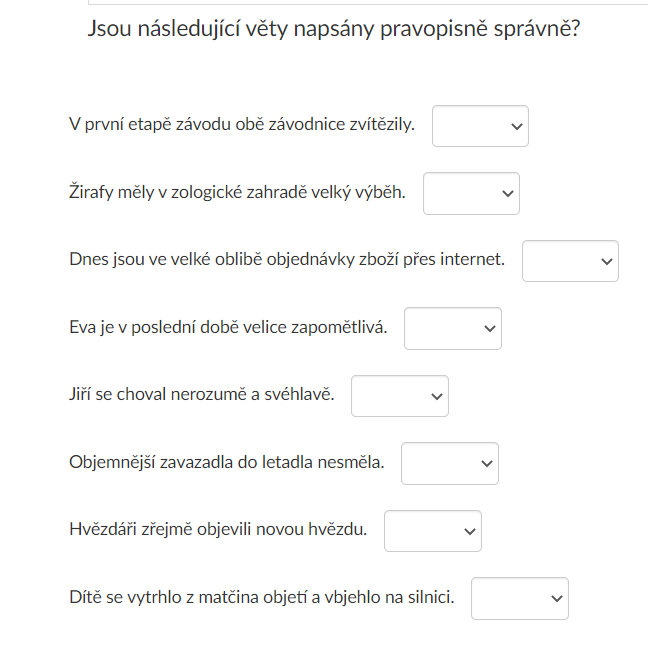 Jsou následující věty napsány pravopisně správně?
V první etapě závodu obě závodnice zvítězily.
Žirafy měly v zologické zahradě velký výběh.
Dnes jsou ve velké oblibě objednávky zboží přes internet.
Eva je v poslední době velice zapomětlivá.
Jiří se choval nerozumě a svéhlavě.
Objemnější zavazadla do letadla nesměla.
Hvězdáři zřejmě objevili novou hvězdu.
Dítě se vytrhlo z matčina objetí a vbjehlo na silnici.